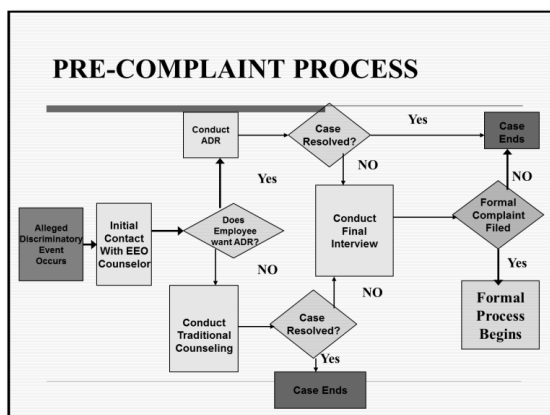 PRE-COMPLAINT PROCESS
Conduct
ADR
Case
Resolved?
Yes
Case
Ends
NO
NO
Yes
Alleged
Discriminatory
Event
Occurs
Initial
Contact
With EEO
Counselor
Does
Employee
want ADR?
Conduct
Final
Interview
Formal
Complaint
Filed
NO
NO
Yes
Conduct
Traditional
Counseling
Case
Resolved?
Formal
Process
Begins
Yes
Case Ends